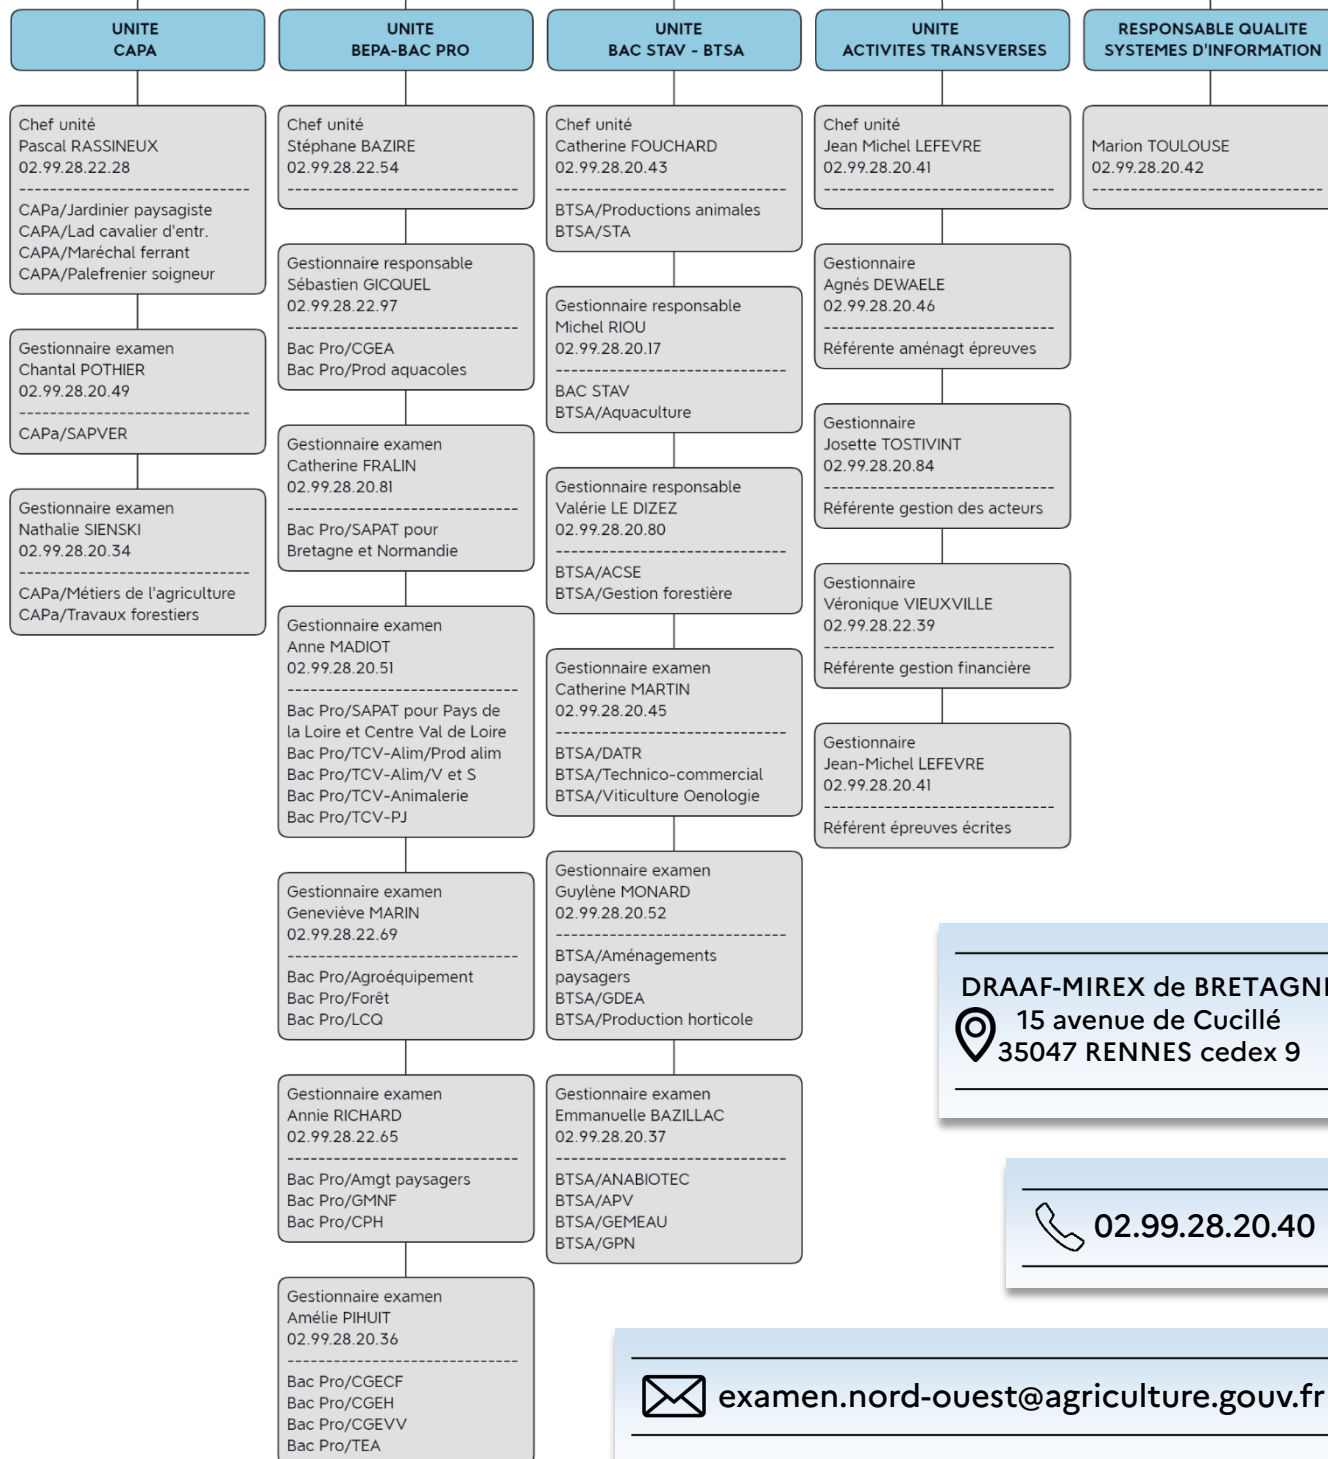 UNITE
CAPA
Chef unité
Pascal RASSINEUX
02.99.28.22.28
------------------------------
CAPa/Jardinier paysagiste
CAPA/Lad cavalier d'entr.
CAPA/Maréchal ferrant
CAPA/Palefrenier soigneur
Gestionnaire examen
Chantal POTHIER
02.99.28.20.49
------------------------------
CAPa/SAPVER
Gestionnaire examen
Nathalie SIENSKI
02.99.28.20.34
------------------------------
CAPa/Métiers de l'agriculture
CAPa/Travaux forestiers
UNITE
BEPA-BAC PRO
Chef unité
Stéphane BAZIRE
02.99.28.22.54
------------------------------
Gestionnaire responsable
Sébastien GICQUEL
02.99.28.22.97
------------------------------
Bac Pro/CGEA
Bac Pro/Prod aquacoles
Gestionnaire examen
Catherine FRALIN
02.99.28.20.81
------------------------------
Bac Pro/SAPAT pour
Bretagne et Normandie
Gestionnaire examen
Anne MADIOT
02.99.28.20.51
------------------------------
Bac Pro/SAPAT pour Pays de
la Loire et Centre Val de Loire
Bac Pro/TCV-Alim/Prod alim
Bac Pro/TCV-Alim/V et S
Bac Pro/TCV-Animalerie
Bac Pro/TCV-PJ
Gestionnaire examen
Geneviève MARIN
02.99.28.22.69
------------------------------
Bac Pro/Agroéquipement
Bac Pro/Forêt
Bac Pro/LCQ
Gestionnaire examen
Annie RICHARD
02.99.28.22.65
------------------------------
Bac Pro/Amgt paysagers
Bac Pro/GMNF
Bac Pro/CPH
Gestionnaire examen
Amélie PIHUIT
02.99.28.20.36
------------------------------
Bac Pro/CGECF
Bac Pro/CGEH
Bac Pro/CGEVV
Bac Pro/TEA
UNITE
BAC STAV - BTSA
Chef unité
Catherine FOUCHARD
02.99.28.20.43
------------------------------
BTSA/Productions animales
BTSA/STA
Gestionnaire responsable
Michel RIOU
02.99.28.20.17
------------------------------
BAC STAV
BTSA/Aquaculture
Gestionnaire responsable
Valérie LE DIZEZ
02.99.28.20.80
------------------------------
BTSA/ACSE
BTSA/Gestion forestière
Gestionnaire examen
Catherine MARTIN
02.99.28.20.45
------------------------------
BTSA/DATR
BTSA/Technico-commercial
BTSA/Viticulture Oenologie
Gestionnaire examen
Guylène MONARD
02.99.28.20.52
------------------------------
BTSA/Aménagements
paysagers
BTSA/GDEA
BTSA/Production horticole
Gestionnaire examen
Emmanuelle BAZILLAC
02.99.28.20.37
------------------------------
BTSA/ANABIOTEC
BTSA/APV
BTSA/GEMEAU
BTSA/GPN
UNITE
ACTIVITES TRANSVERSES
Chef unité
Jean Michel LEFEVRE
02.99.28.20.41
------------------------------
Gestionnaire
Agnés DEWAELE
02.99.28.20.46
------------------------------
Référente aménagt épreuves
Gestionnaire
Josette TOSTIVINT
02.99.28.20.84
------------------------------
Référente gestion des acteurs
Gestionnaire
Véronique VIEUXVILLE
02.99.28.22.39
------------------------------
Référente gestion financière
Gestionnaire
Jean-Michel LEFEVRE
02.99.28.20.41
------------------------------
Référent épreuves écrites
RESPONSABLE QUALITE
SYSTEMES D'INFORMATION
Marion TOULOUSE
02.99.28.20.42
------------------------------
DRAAF-MIREX de BRETAGNE
15 avenue de Cucillé
35047 RENNES cedex 9
02.99.28.20.40
examen.nord-ouest@agriculture.gouv.fr